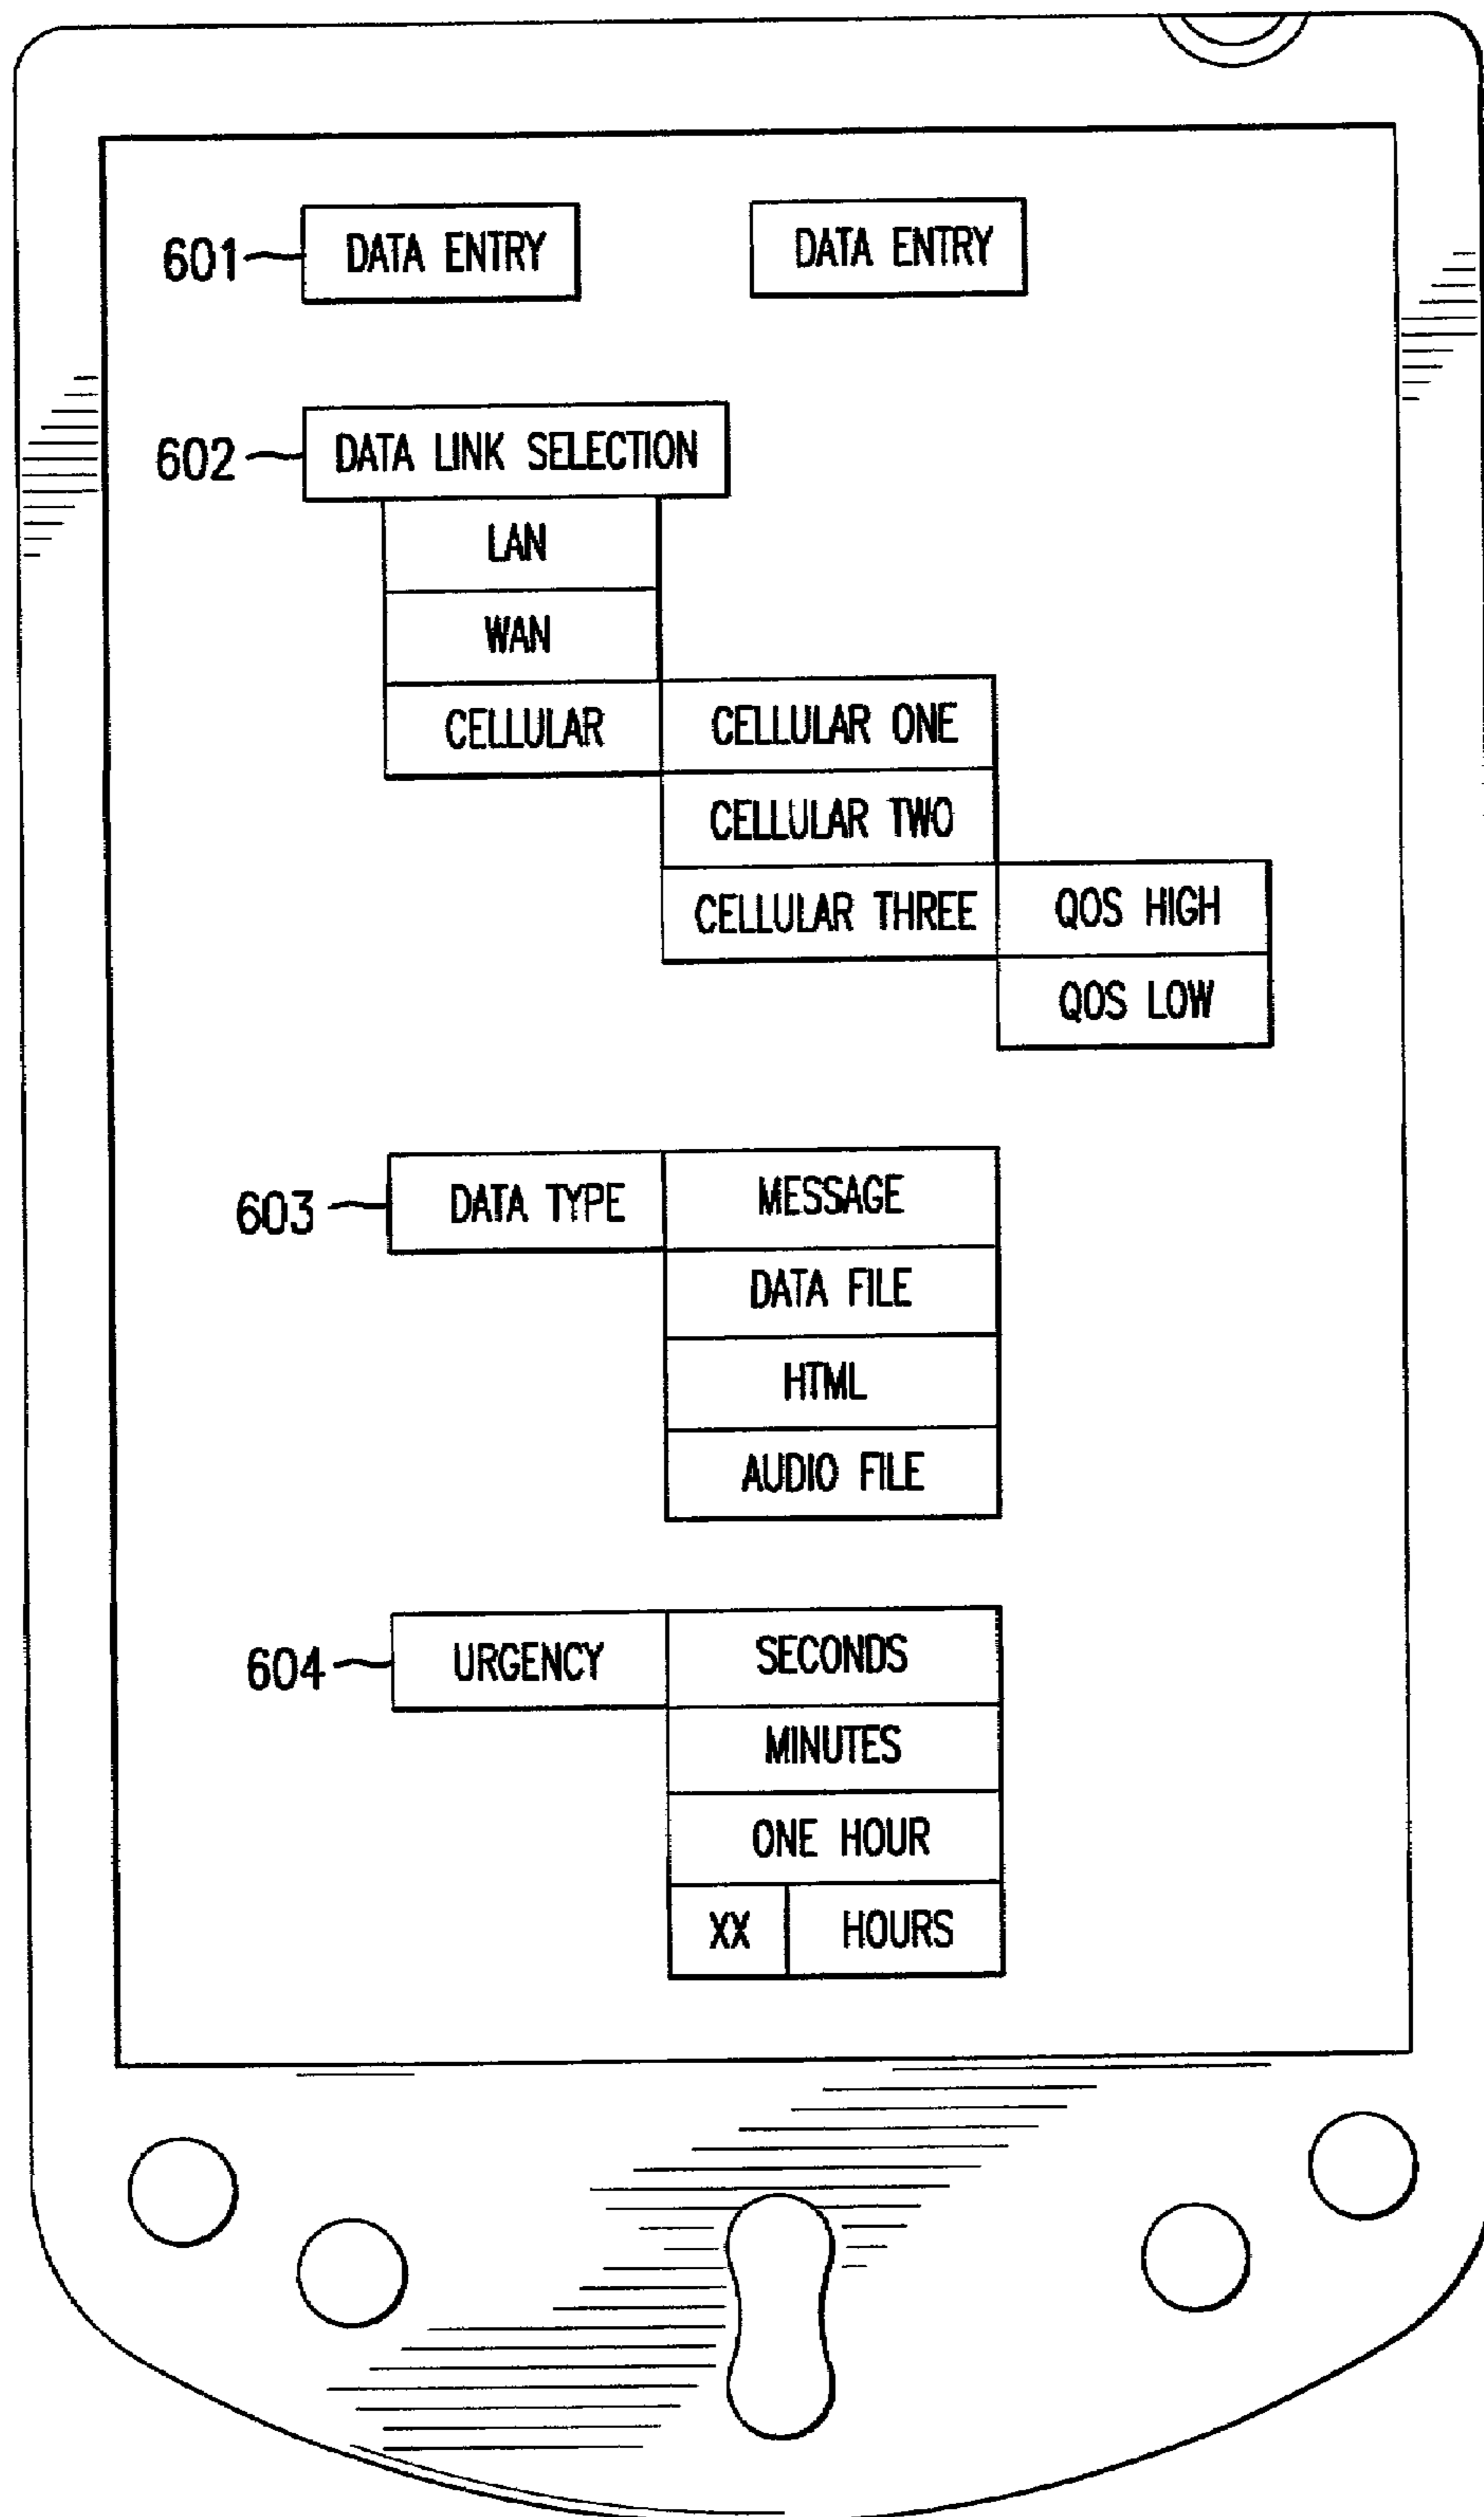 601 DATA ENTRY DATA ENTRY
602 DATA LINK SELECTION
LAN
WAN
CELLULAR CELLULAR ONE
CELLULAR TWO
CELLULAR THREE QOS HIGH
QOS LOW
603 DATA TYPE MESSAGE
DATA FILE
HTML
AUDIO FILE
604 URGENCY SECONDS
MINUTES
ONE HOUR
XX HOURS